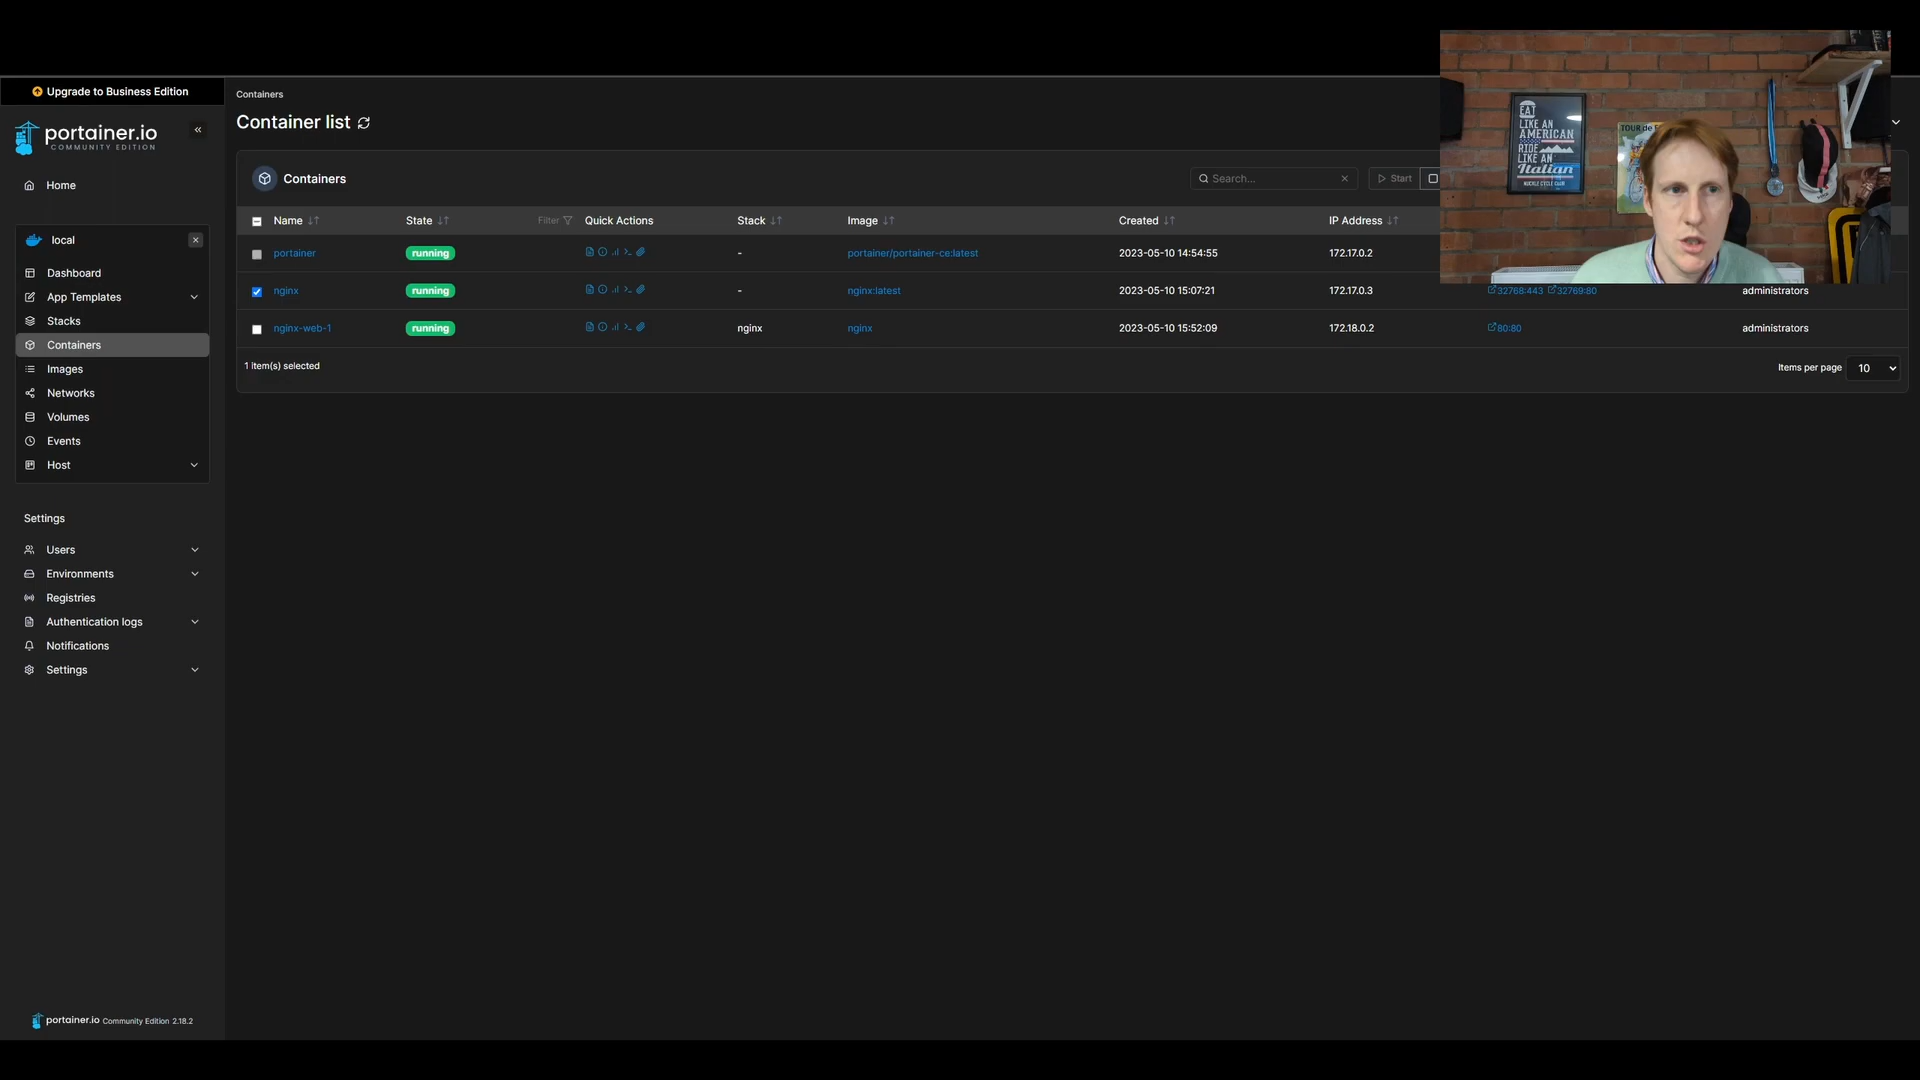 Upgrade to Business Edition
portainer.io
COMMUNITY EDITION
Home
local
Dashboard
App Templates
Stacks
Containers
Images
Networks
Volumes
Events
Host
Settings
Users
Environments
Registries
Authentication logs
Notifications
Settings
portainer.io Community Edition 2.18.2
Containers
Container list
Containers
Search...
Start
Name State Filter Quick Actions Stack Image Created IP Address
portainer running - portainer/portainer-ce:latest 2023-05-10 14:54:55 172.17.0.2
nginx running - nginx:latest 2023-05-10 15:07:21 172.17.0.3 32768:443 32769:80 administrators
nginx-web-1 running nginx nginx 2023-05-10 15:52:09 172.18.0.2 80:80 administrators
1 item(s) selected
Items per page 10
EAT
LIKE AN
AMERICAN
RIDE
LIKE AN
Italian
TOUR de